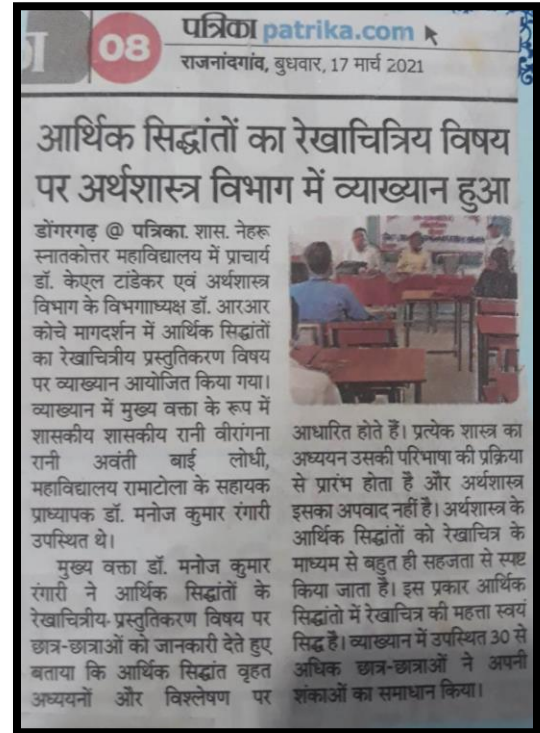 08
पत्रिका patrika.com
राजनांदगांव, बुधवार, 17 मार्च 2021
आर्थिक सिद्धांतों का रेखाचित्रिय विषय
पर अर्थशास्त्र विभाग में व्याख्यान हुआ
डोंगरगढ़ @ पत्रिका. शास. नेहरू
स्नातकोत्तर महाविद्यालय में प्राचार्य
डॉ. केएल टांडेकर एवं अर्थशास्त्र
विभाग के विभगााध्यक्ष डॉ. आरआर
कोचे मागदर्शन में आर्थिक सिद्धांतों
का रेखाचित्रीय प्रस्तुतिकरण विषय
पर व्याख्यान आयोजित किया गया।
व्याख्यान में मुख्य वक्ता के रूप में
शासकीय शासकीय रानी वीरांगना
रानी अवंती बाई लोधी,
महाविद्यालय रामाटोला के सहायक
प्राध्यापक डॉ. मनोज कुमार रंगारी
उपस्थित थे।
मुख्य वक्ता डॉ. मनोज कुमार
रंगारी ने आर्थिक सिद्धांतों के
रेखाचित्रीय प्रस्तुतिकरण विषय पर
छात्र-छात्राओं को जानकारी देते हुए
बताया कि आर्थिक सिद्धांत वृहत
अध्ययनों और विश्लेषण पर
आधारित होते हैं। प्रत्येक शास्त्र का
अध्ययन उसकी परिभाषा की प्रक्रिया
से प्रारंभ होता है और अर्थशास्त्र
इसका अपवाद नहीं है। अर्थशास्त्र के
आर्थिक सिद्धांतों को रेखाचित्र के
माध्यम से बहुत ही सहजता से स्पष्ट
किया जाता है। इस प्रकार आर्थिक
सिद्धांतो में रेखाचित्र की महत्ता स्वयं
सिद्ध है। व्याख्यान में उपस्थित 30 से
अधिक छात्र-छात्राओं ने अपनी
शंकाओं का समाधान किया।